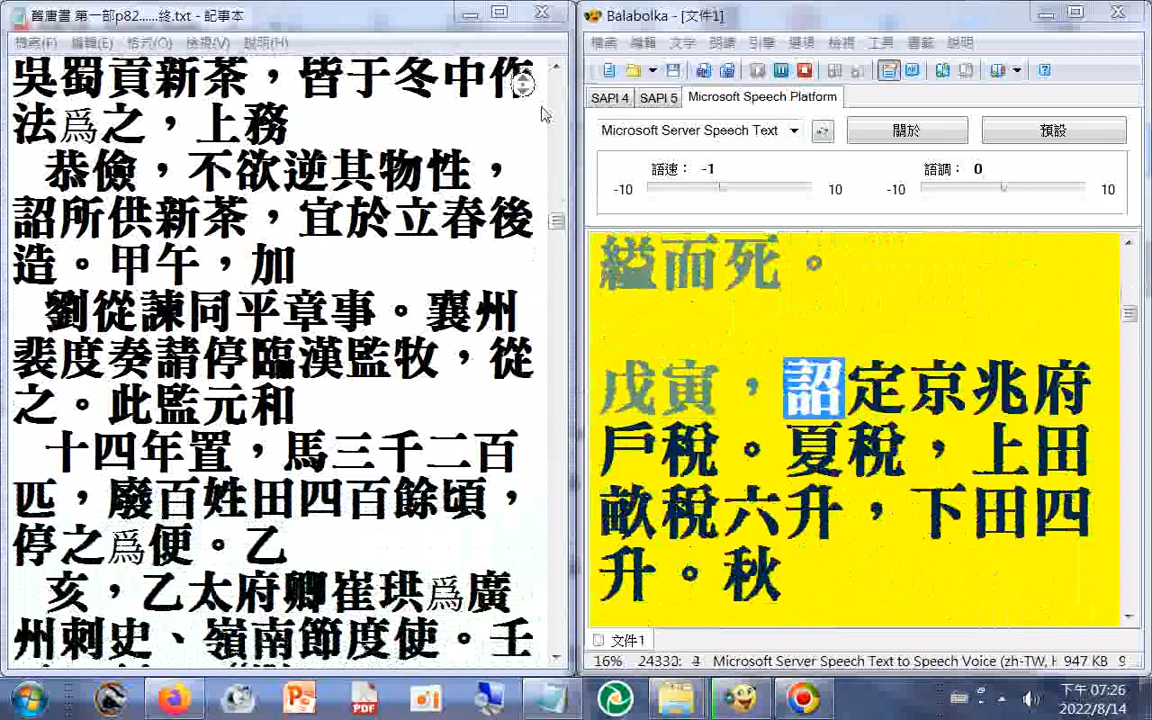 舊唐書 第一部p82......終.txt - 記事本
檔案(F) 編輯(E) 格式(O) 檢視(V) 說明(H)
吳蜀貢新茶，皆于冬中作
法爲之，上務
恭儉，不欲逆其物性，
詔所供新茶，宜於立春後
造。甲午，加
劉從諫同平章事。襄州
裴度奏請停臨漢監牧，從
之。此監元和
十四年置，馬三千二百
匹，廢百姓田四百餘頃，
停之爲便。乙
亥，乙太府卿崔珙爲廣
州刺史、嶺南節度使。壬
Balabolka - [文件1]
檔案 編輯 文字 朗讀 引擎 選項 檢視 工具 書籤 說明
SAPI 4 SAPI 5 Microsoft Speech Platform
Microsoft Server Speech Text 關於 預設
語速： -1 語調： 0
-10 10 -10 10
縊而死。
戊寅，詔定京兆府
戶稅。夏稅，上田
畝稅六升，下田四
升。秋
文件1
16% 24332: 4 Microsoft Server Speech Text to Speech Voice (zh-TW, H 947 KB 9
下午 07:26
2022/8/14